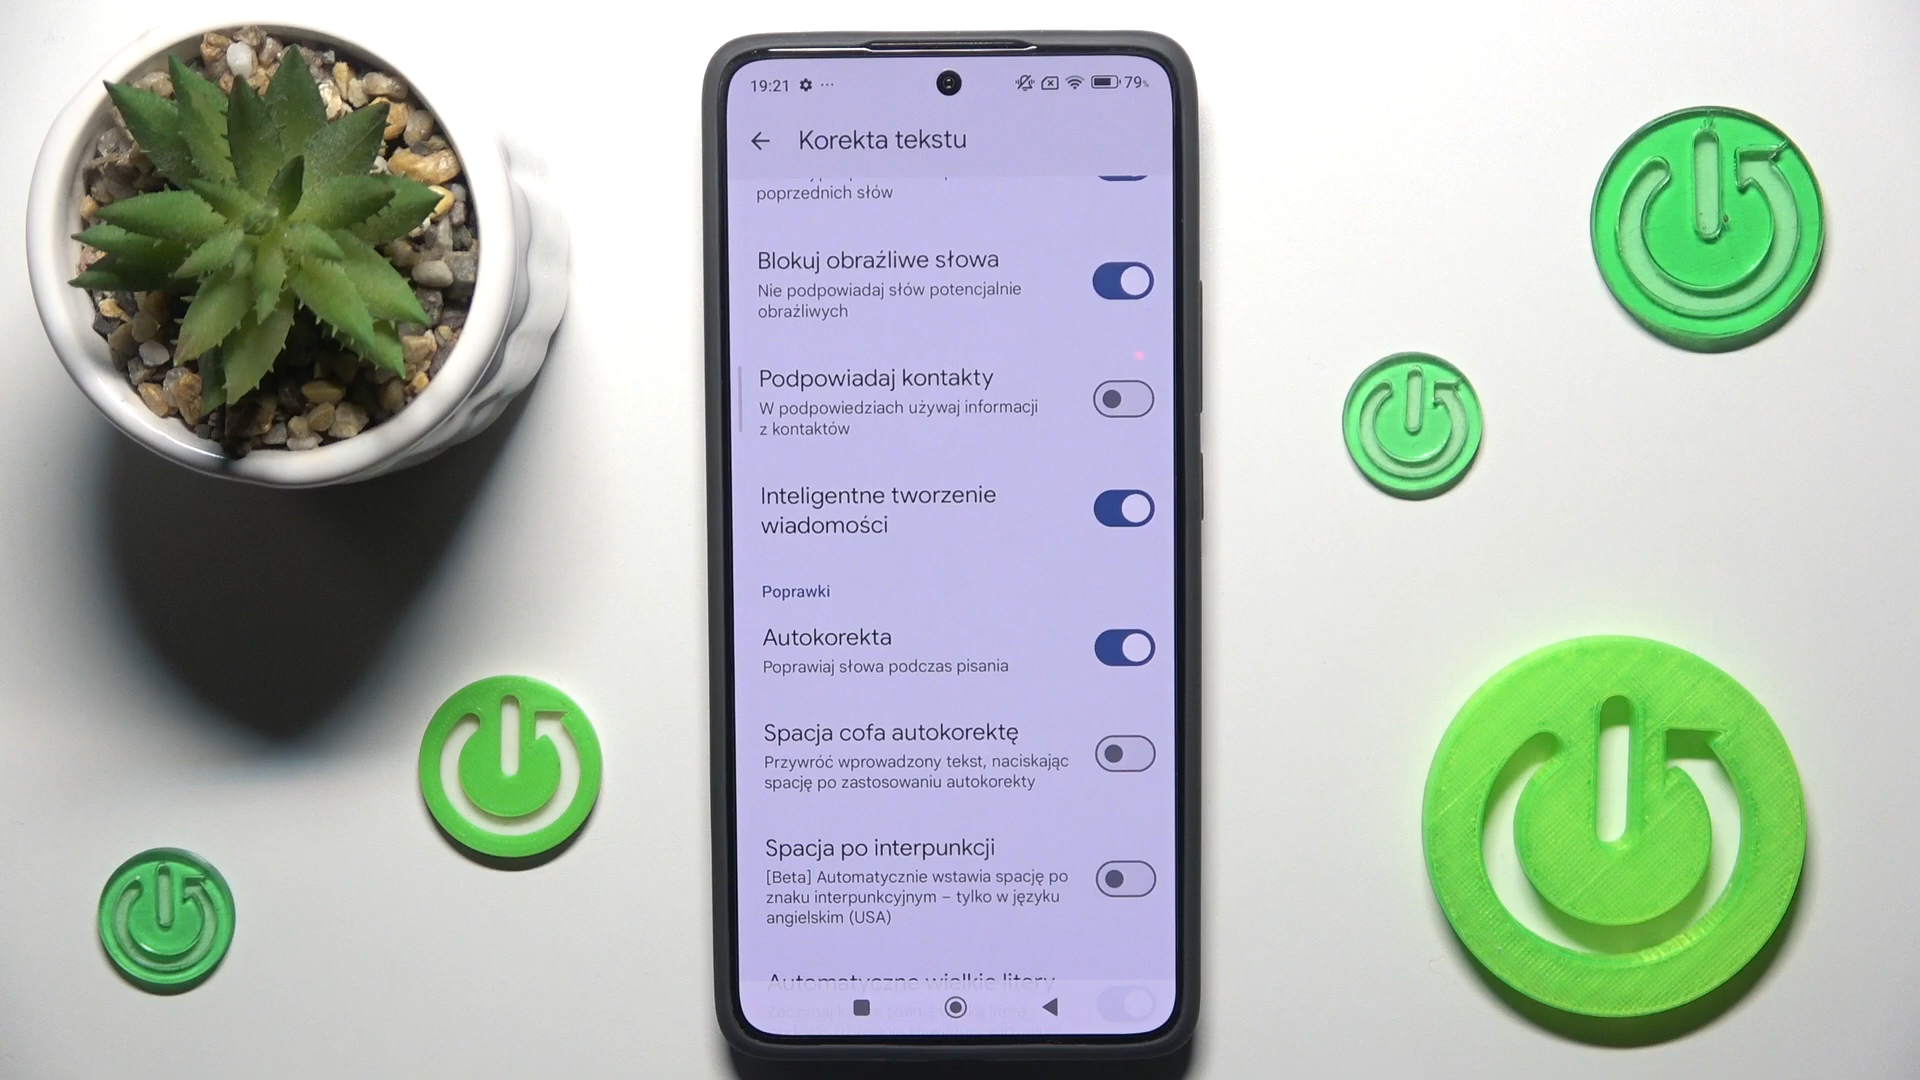 19:21
79%
Korekta tekstu
poprzednich słów
Blokuj obraźliwe słowa
Nie podpowiadaj słów potencjalnie
obraźliwych
Podpowiadaj kontakty
W podpowiedziach używaj informacji
z kontaktów
Inteligentne tworzenie
wiadomości
Poprawki
Autokorekta
Poprawiaj słowa podczas pisania
Spacja cofa autokorektę
Przywróć wprowadzony tekst, naciskając
spację po zastosowaniu autokorekty
Spacja po interpunkcji
[Beta] Automatycznie wstawia spację po
znaku interpunkcyjnym – tylko w języku
angielskim (USA)
Automatyczne wielkie litery